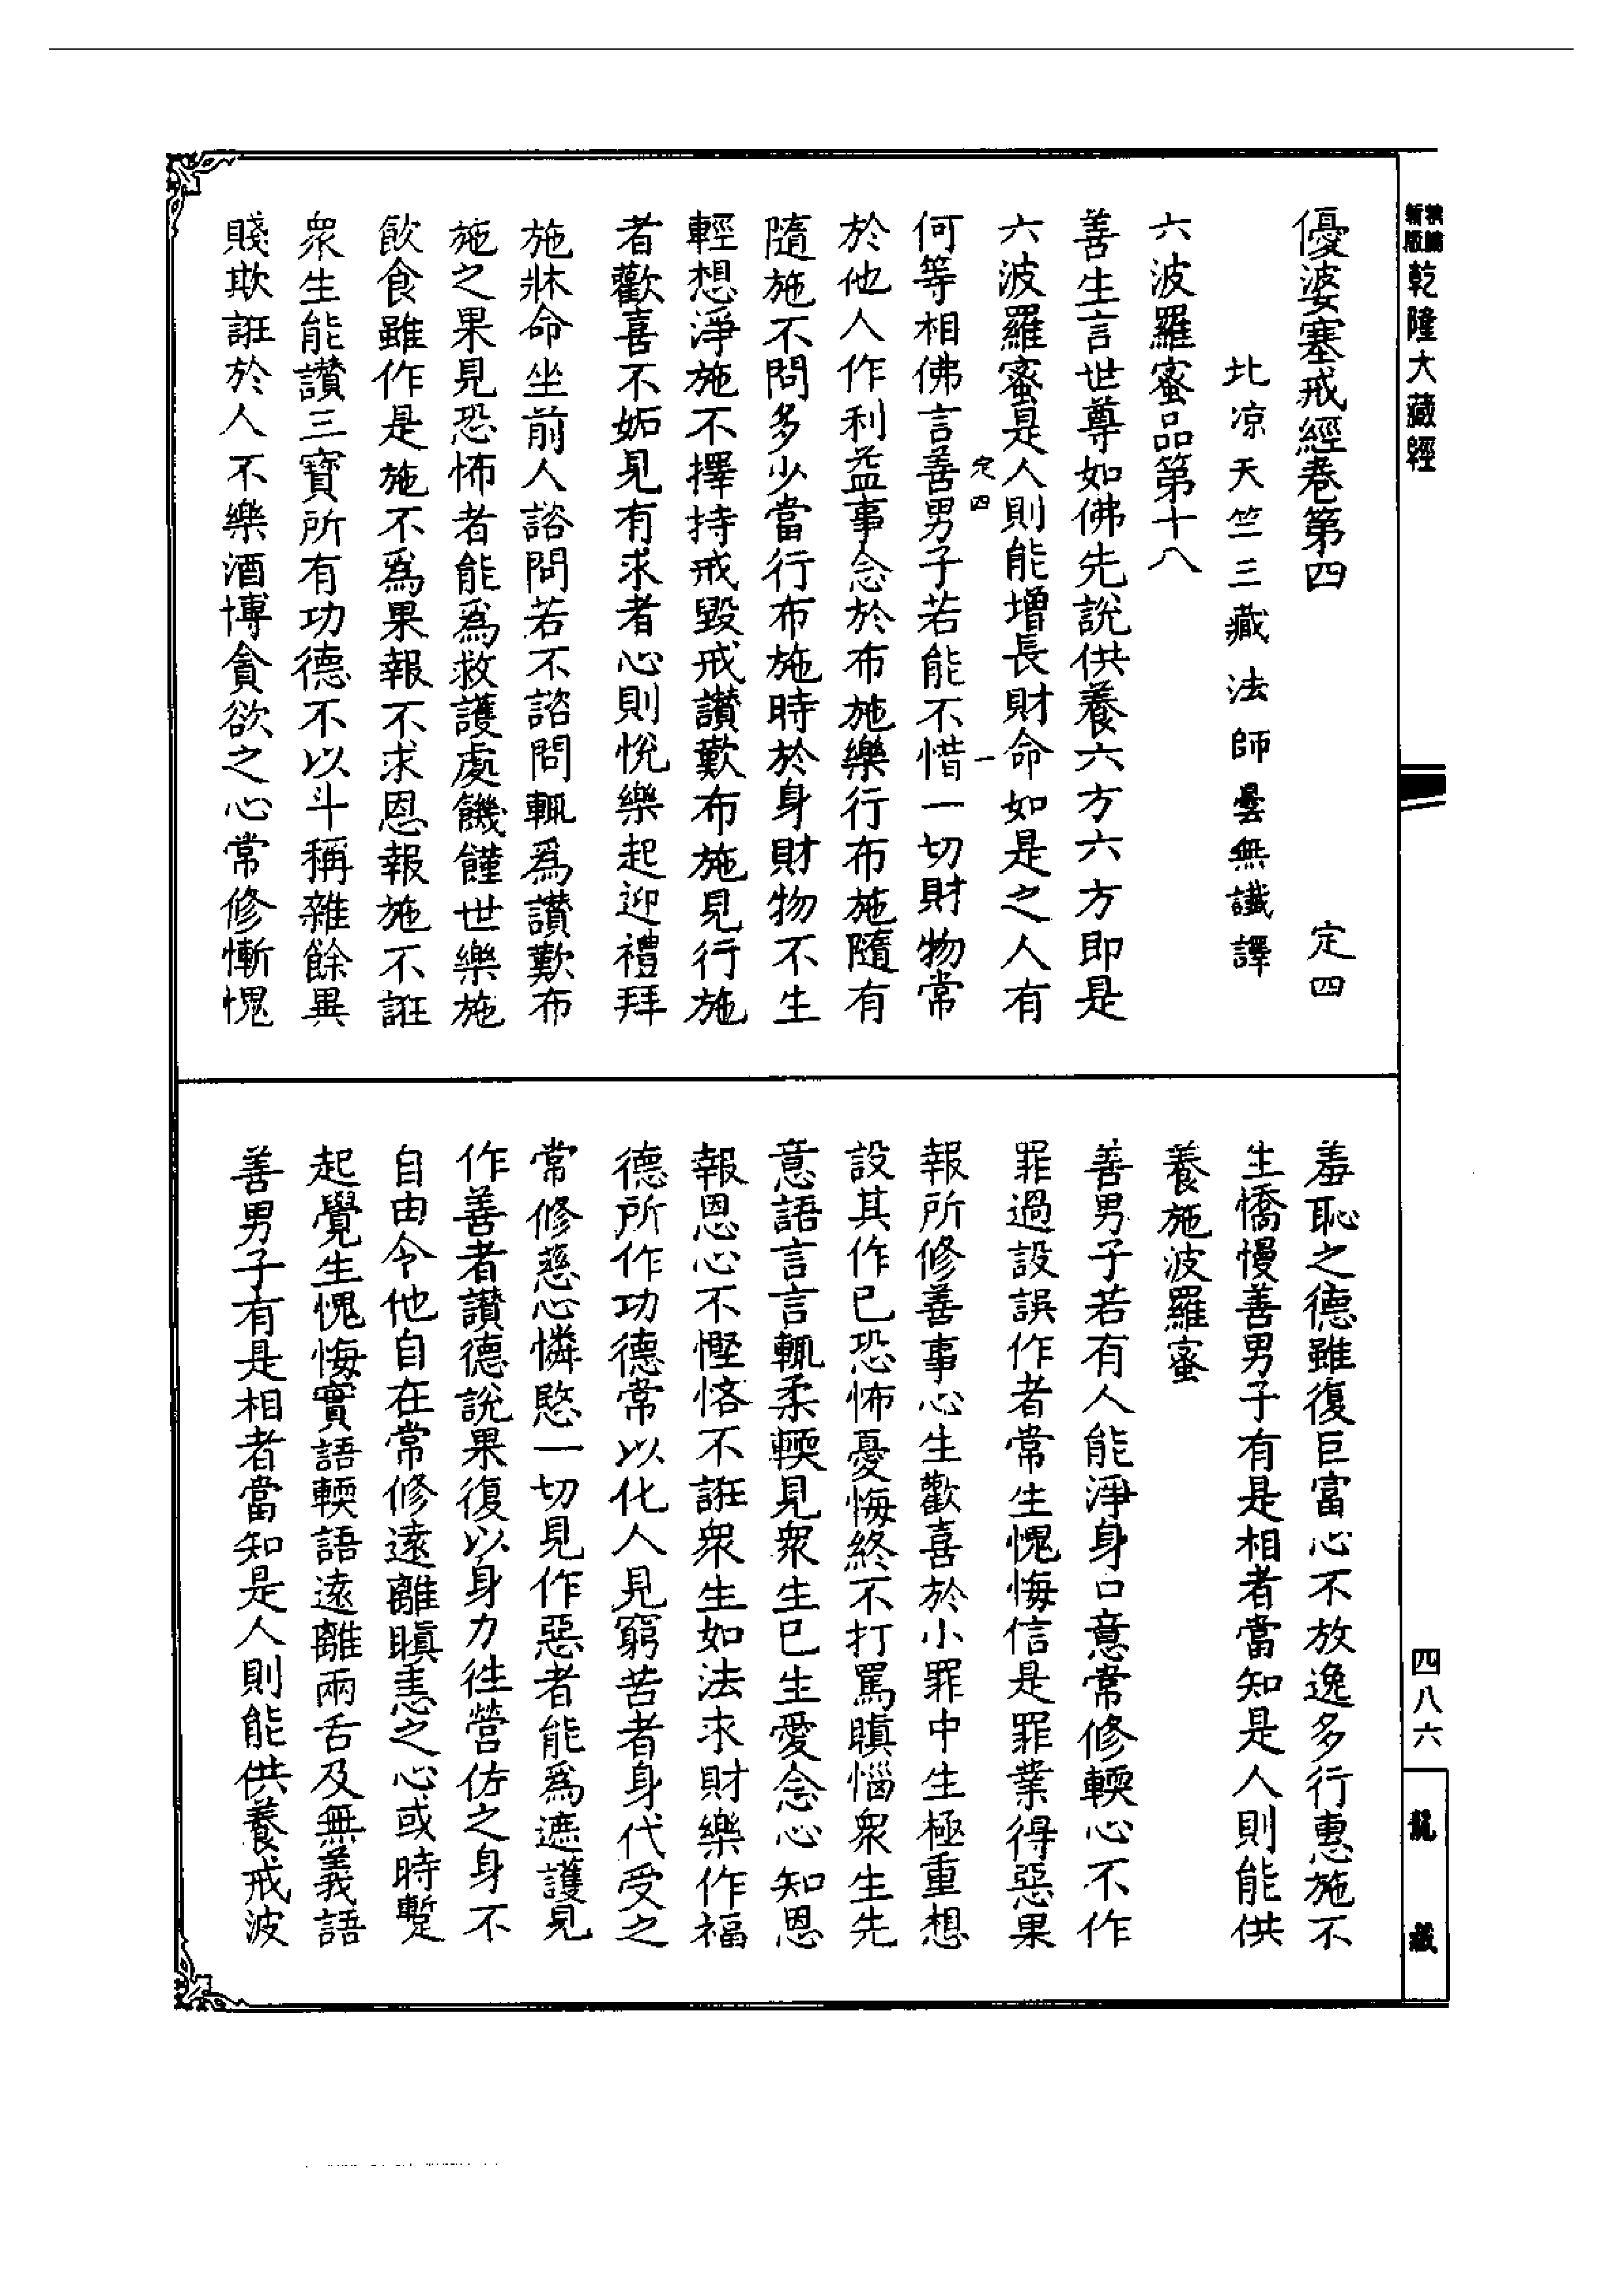 乾隆大藏經
優婆塞戒經卷第四 定四
北涼天竺三藏法師曇無讖譯
六波羅蜜品第十八
善生言世尊如佛先說供養六方六方即是
六波羅蜜是人則能增長財命如是之人有
定四 一
何等相佛言善男子若能不惜一切財物常
於他人作利益事念於布施樂行布施隨有
隨施不問多少當行布施時於身財物不生
輕想淨施不擇持戒毀戒讚歎布施見行施
者歡喜不妬見有求者心則悅樂起迎禮拜
施牀命坐前人諮問若不諮問輒爲讚歎布
施之果見恐怖者能爲救護處饑饉世樂施
飲食雖作是施不爲果報不求恩報施不誑
衆生能讚三寶所有功德不以斗稱雜餘異
賤欺誑於人不樂酒博貪欲之心常修慚愧
羞恥之德雖復巨富心不放逸多行惠施不
生憍慢善男子有是相者當知是人則能供
養施波羅蜜
善男子若有人能淨身口意常修輭心不作
罪過設誤作者常生愧悔信是罪業得惡果
報所修善事心生歡喜於小罪中生極重想
設其作已恐怖憂悔終不打罵瞋惱衆生先
意語言言輒柔輭見衆生已生愛念心知恩
報恩心不慳悋不誑衆生如法求財樂作福
德所作功德常以化人見窮苦者身代受之
常修慈心憐愍一切見作惡者能爲遮護見
作善者讚德說果復以身力往營佐之身不
自由令他自在常修遠離瞋恚之心或時暫
起覺生愧悔實語輭語遠離兩舌及無義語
善男子有是相者當知是人則能供養戒波
四八六
龍藏